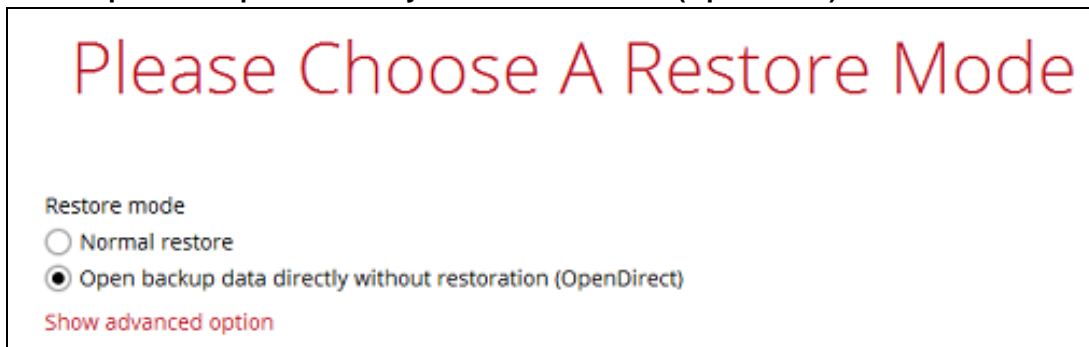 Please Choose A Restore Mode
Restore mode
Normal restore
Open backup data directly without restoration (OpenDirect)
Show advanced option